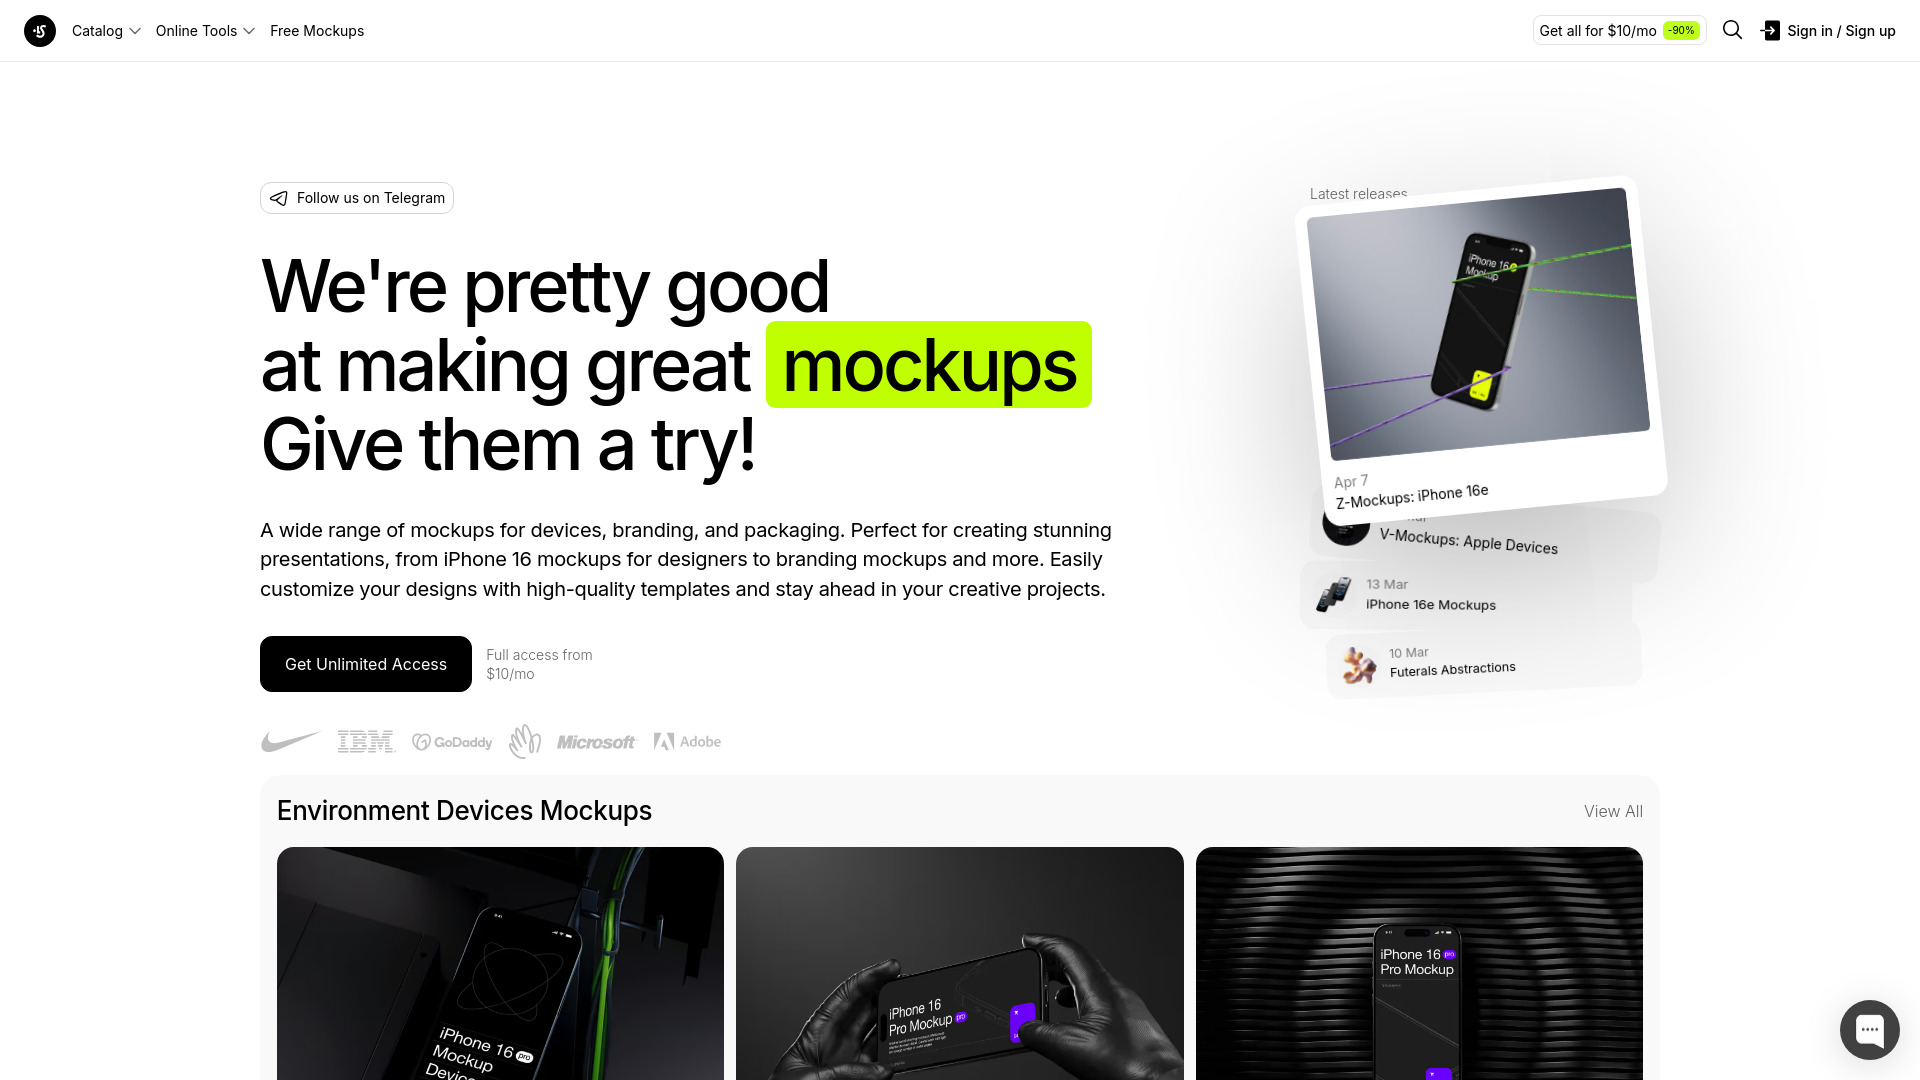 Catalog
Online Tools
Free Mockups
Get all for $10/mo
-90%
Sign in / Sign up
Follow us on Telegram
We're pretty good
at making great mockups
Give them a try!
A wide range of mockups for devices, branding, and packaging. Perfect for creating stunning
presentations, from iPhone 16 mockups for designers to branding mockups and more. Easily
customize your designs with high-quality templates and stay ahead in your creative projects.
Get Unlimited Access
Full access from
$10/mo
IBM
GoDaddy
Microsoft
Adobe
Latest releases
iPhone 16
Mockup
Apr 7
Z-Mockups: iPhone 16e
V-Mockups: Apple Devices
13 Mar
iPhone 16e Mockups
10 Mar
Futerals Abstractions
Environment Devices Mockups
View All
iPhone 16 pro
Mockup
iPhone 16
Pro Mockup pro
iPhone 16 pro
Pro Mockup